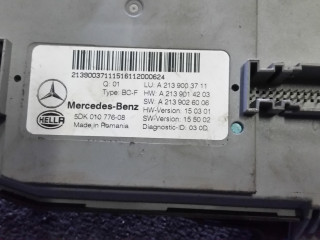 21390037111516112000624
Q: 01
LU: A 213 900 37 11
Type: BC-F
HW: A 213 901 42 03
Mercedes-Benz
SW: A 213 902 60 06
HELLA
5DK 010 776-08
HW-Version: 15 03 01
Made in Romania
SW-Version: 15 50 02
Diagnostic-ID: 03 0D